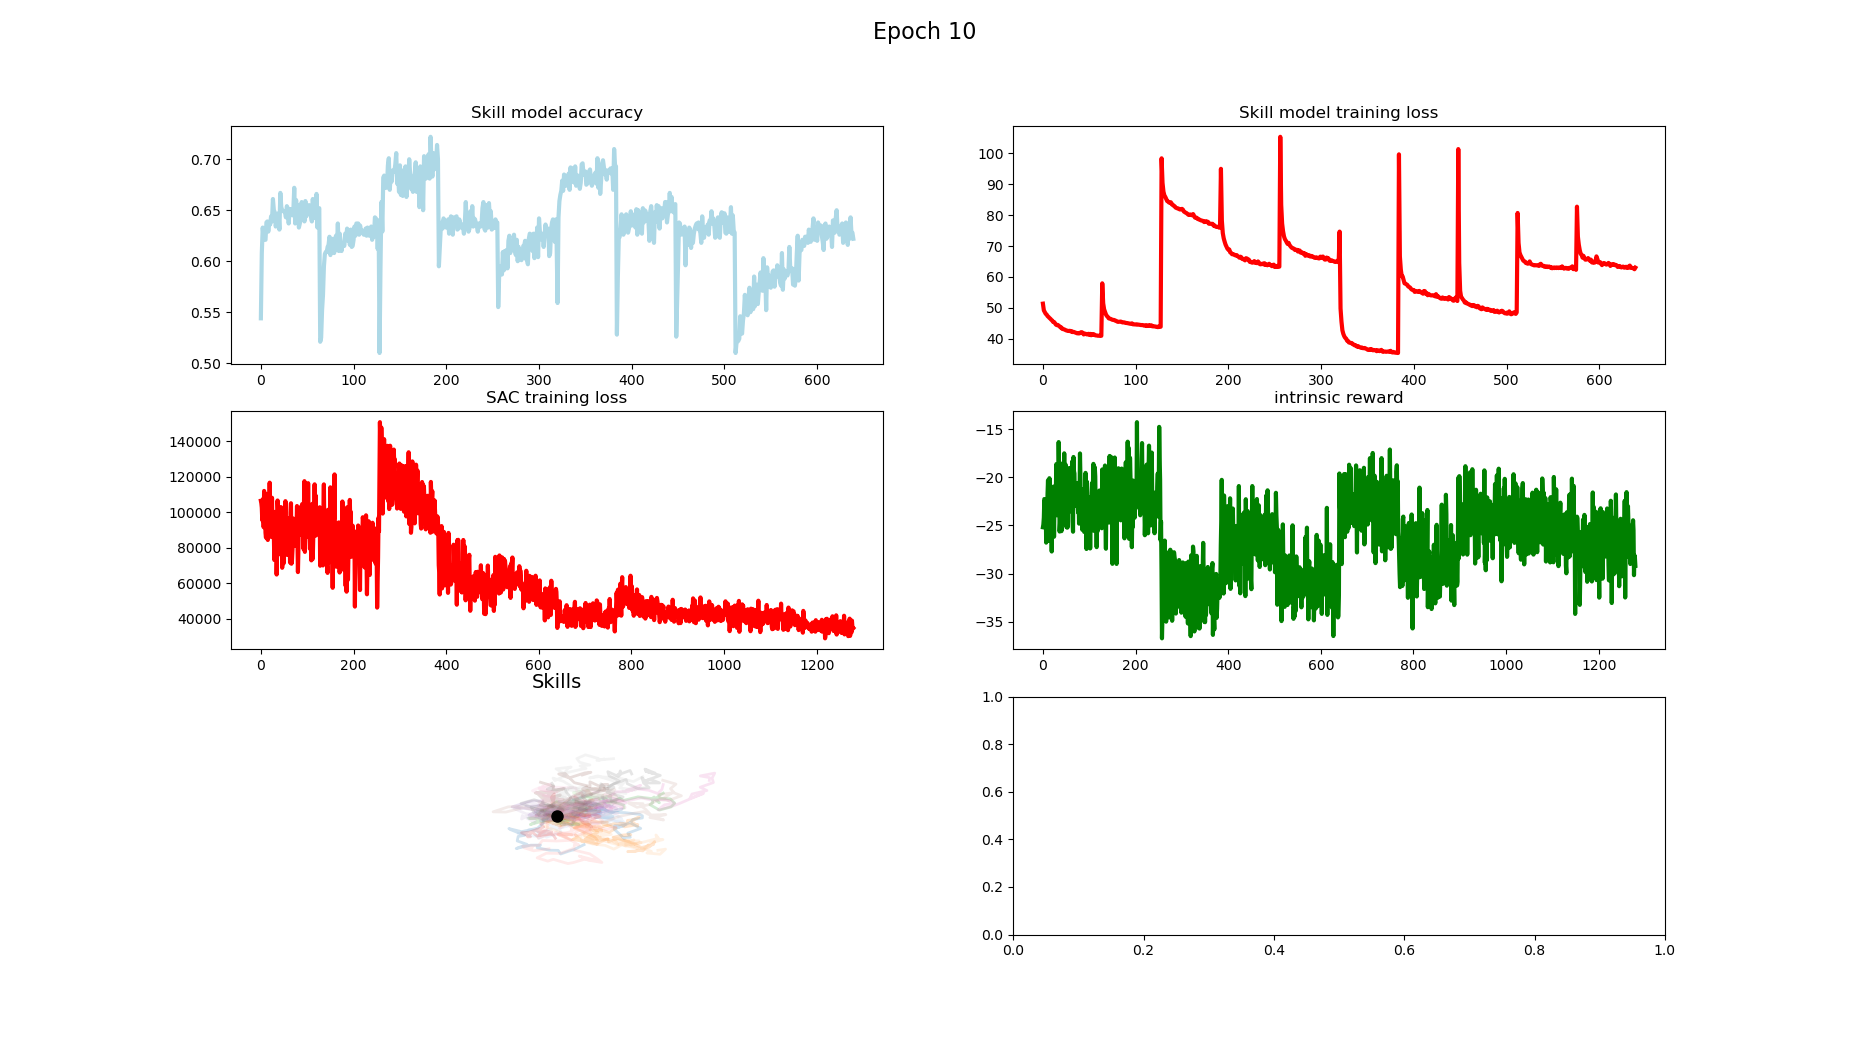 Epoch 10
Skill model accuracy
0.70
0.65
0.60
0.55
0.50
0 100 200 300 400 500 600
Skill model training loss
100
90
80
70
60
50
40
0 100 200 300 400 500 600
SAC training loss
140000
120000
100000
80000
60000
40000
0 200 400 600 800 1000 1200
intrinsic reward
−15
−20
−25
−30
−35
0 200 400 600 800 1000 1200
Skills
1.0
0.8
0.6
0.4
0.2
0.0
0.0 0.2 0.4 0.6 0.8 1.0